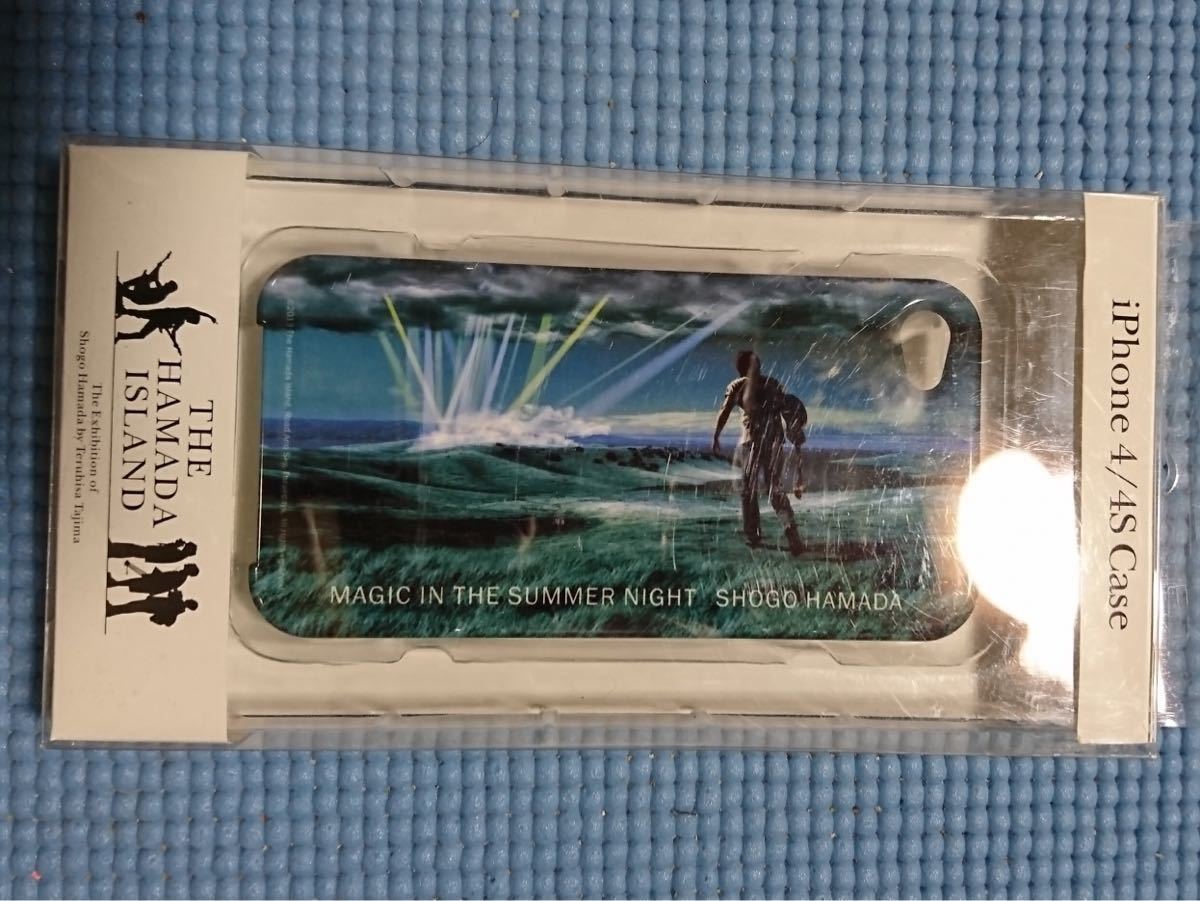 THE
HAMADA
ISLAND
The Exhibition of
Shogo Hamada by Teruhisa Tajima
MAGIC IN THE SUMMER NIGHT SHOGO HAMADA
iPhone 4/4S Case